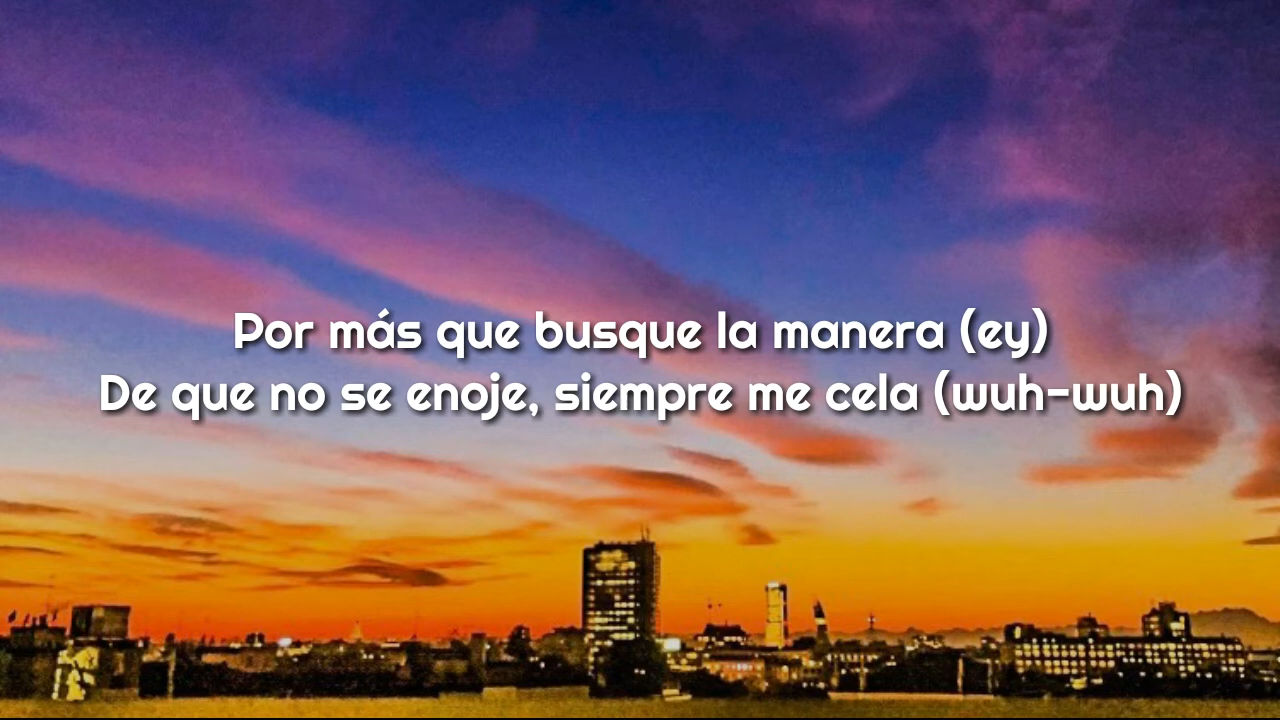 Por más que busque la manera (ey)
De que no se enoje, siempre me cela (wuh-wuh)